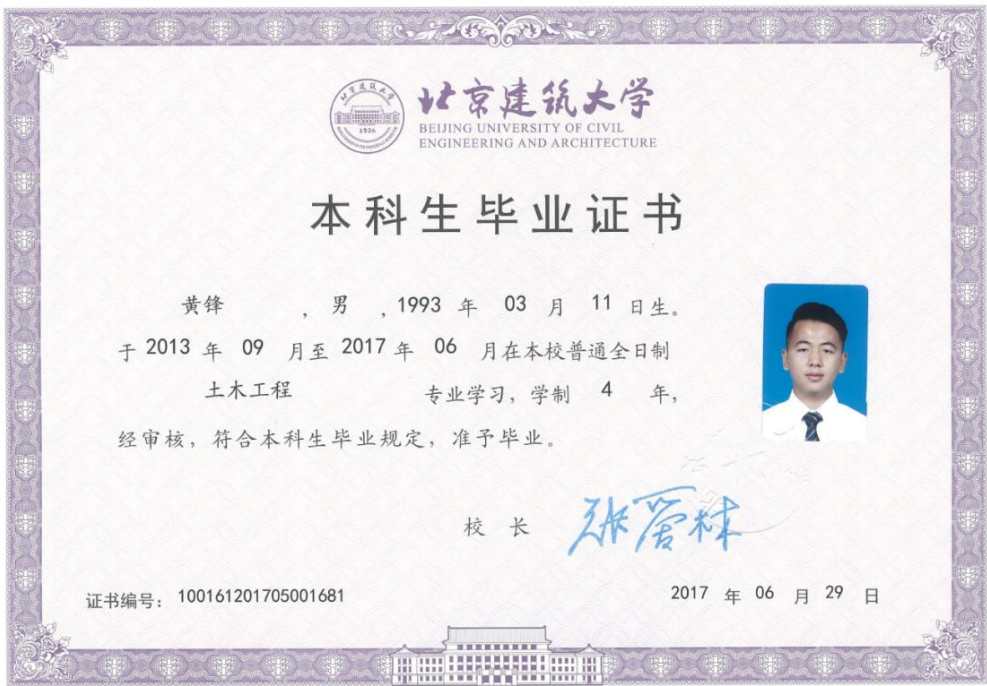 北京建筑大学
BEIJING UNIVERSITY OF CIVIL
ENGINEERING AND ARCHITECTURE
1936
本科生毕业证书
黄锋 , 男 , 1993 年 03 月 11 日生。
于 2013 年 09 月至 2017 年 06 月在本校普通全日制
土木工程 专业学习, 学制 4 年,
经审核, 符合本科生毕业规定, 准予毕业。
校 长
证书编号: 100161201705001681
2017 年 06 月 29 日